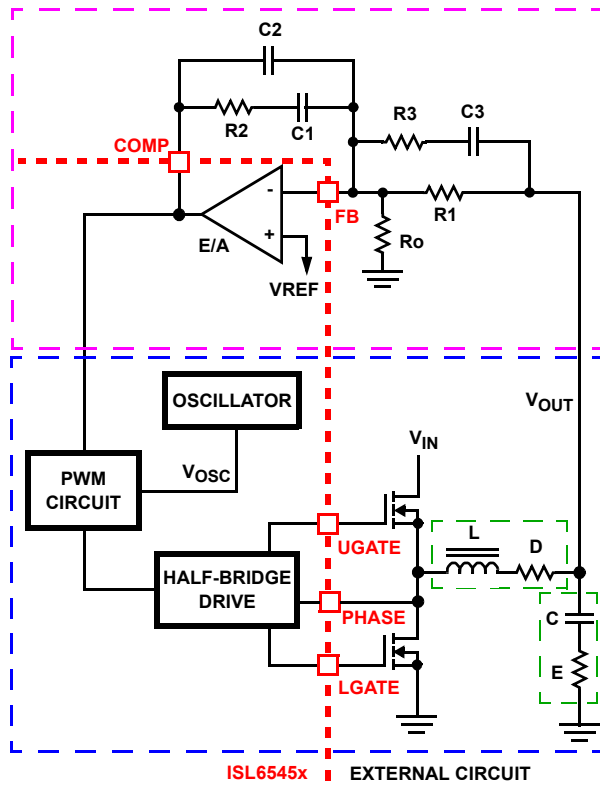 C2
R2
C1
R3
C3
COMP
-
FB
R1
E/A
+
Ro
VREF
OSCILLATOR
VOUT
PWM
CIRCUIT
VOSC
VIN
UGATE
L
D
HALF-BRIDGE
DRIVE
PHASE
C
E
LGATE
ISL6545x
EXTERNAL CIRCUIT